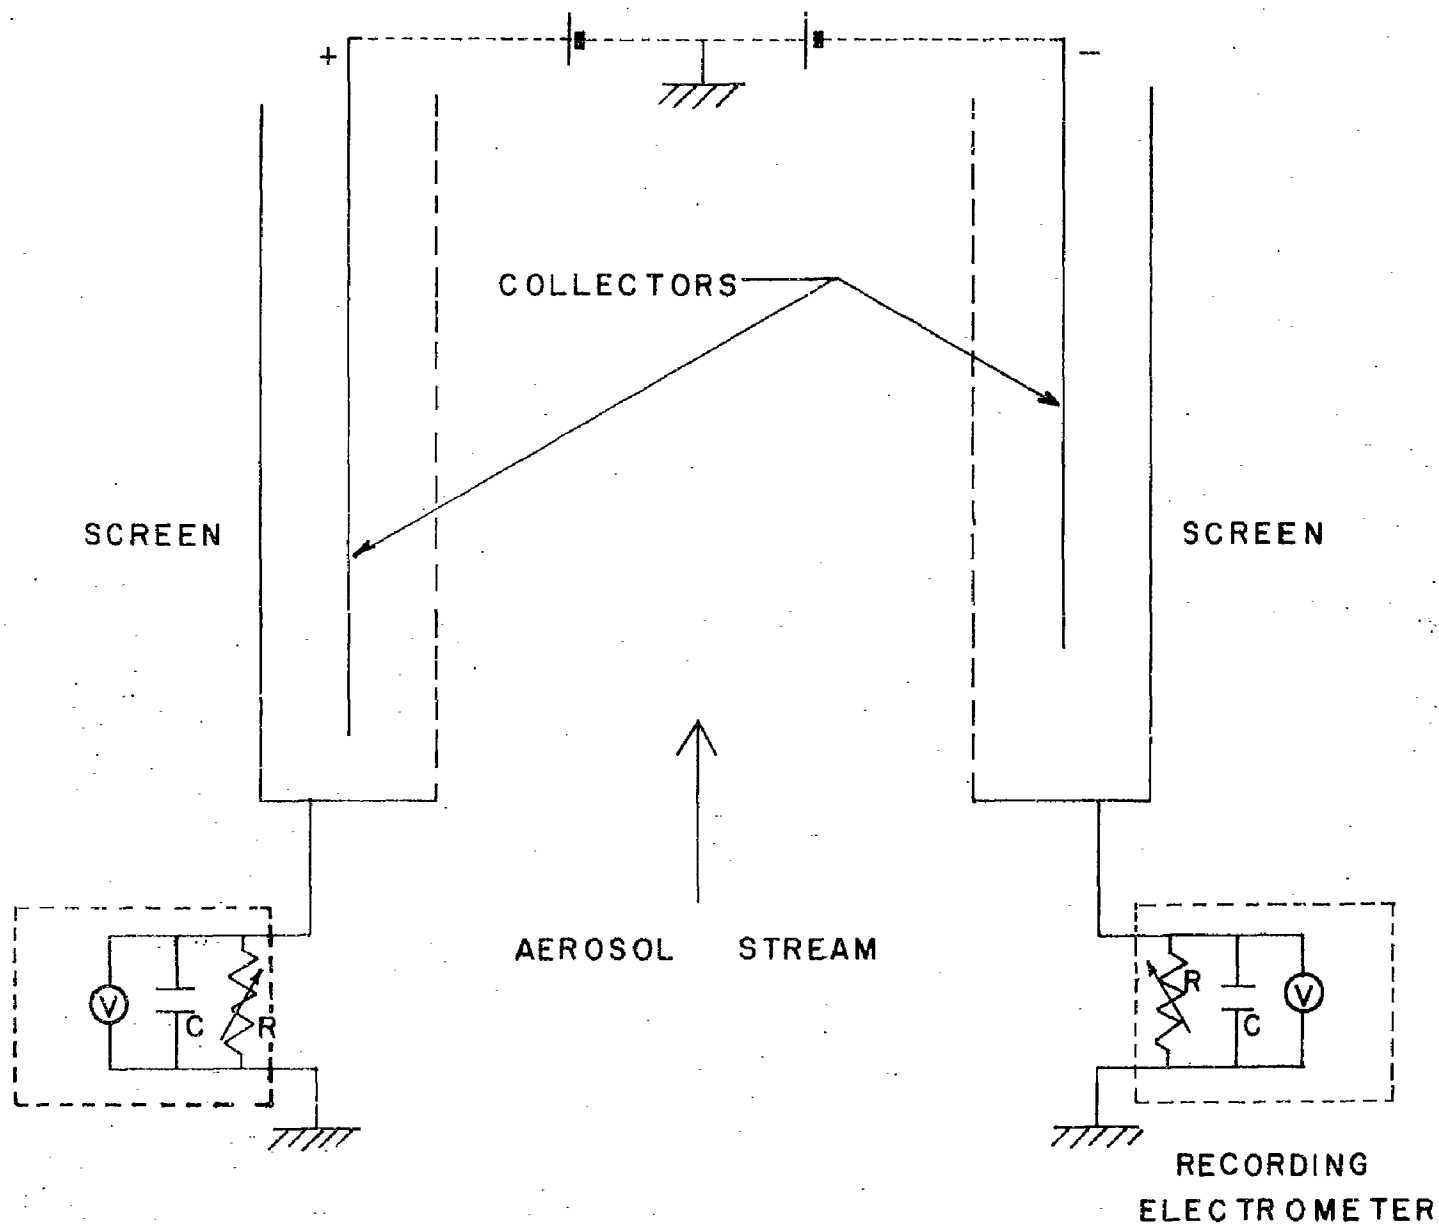 +
−
COLLECTORS
SCREEN
SCREEN
AEROSOL STREAM
V
C
R
R
C
V
RECORDING
ELECTROMETER